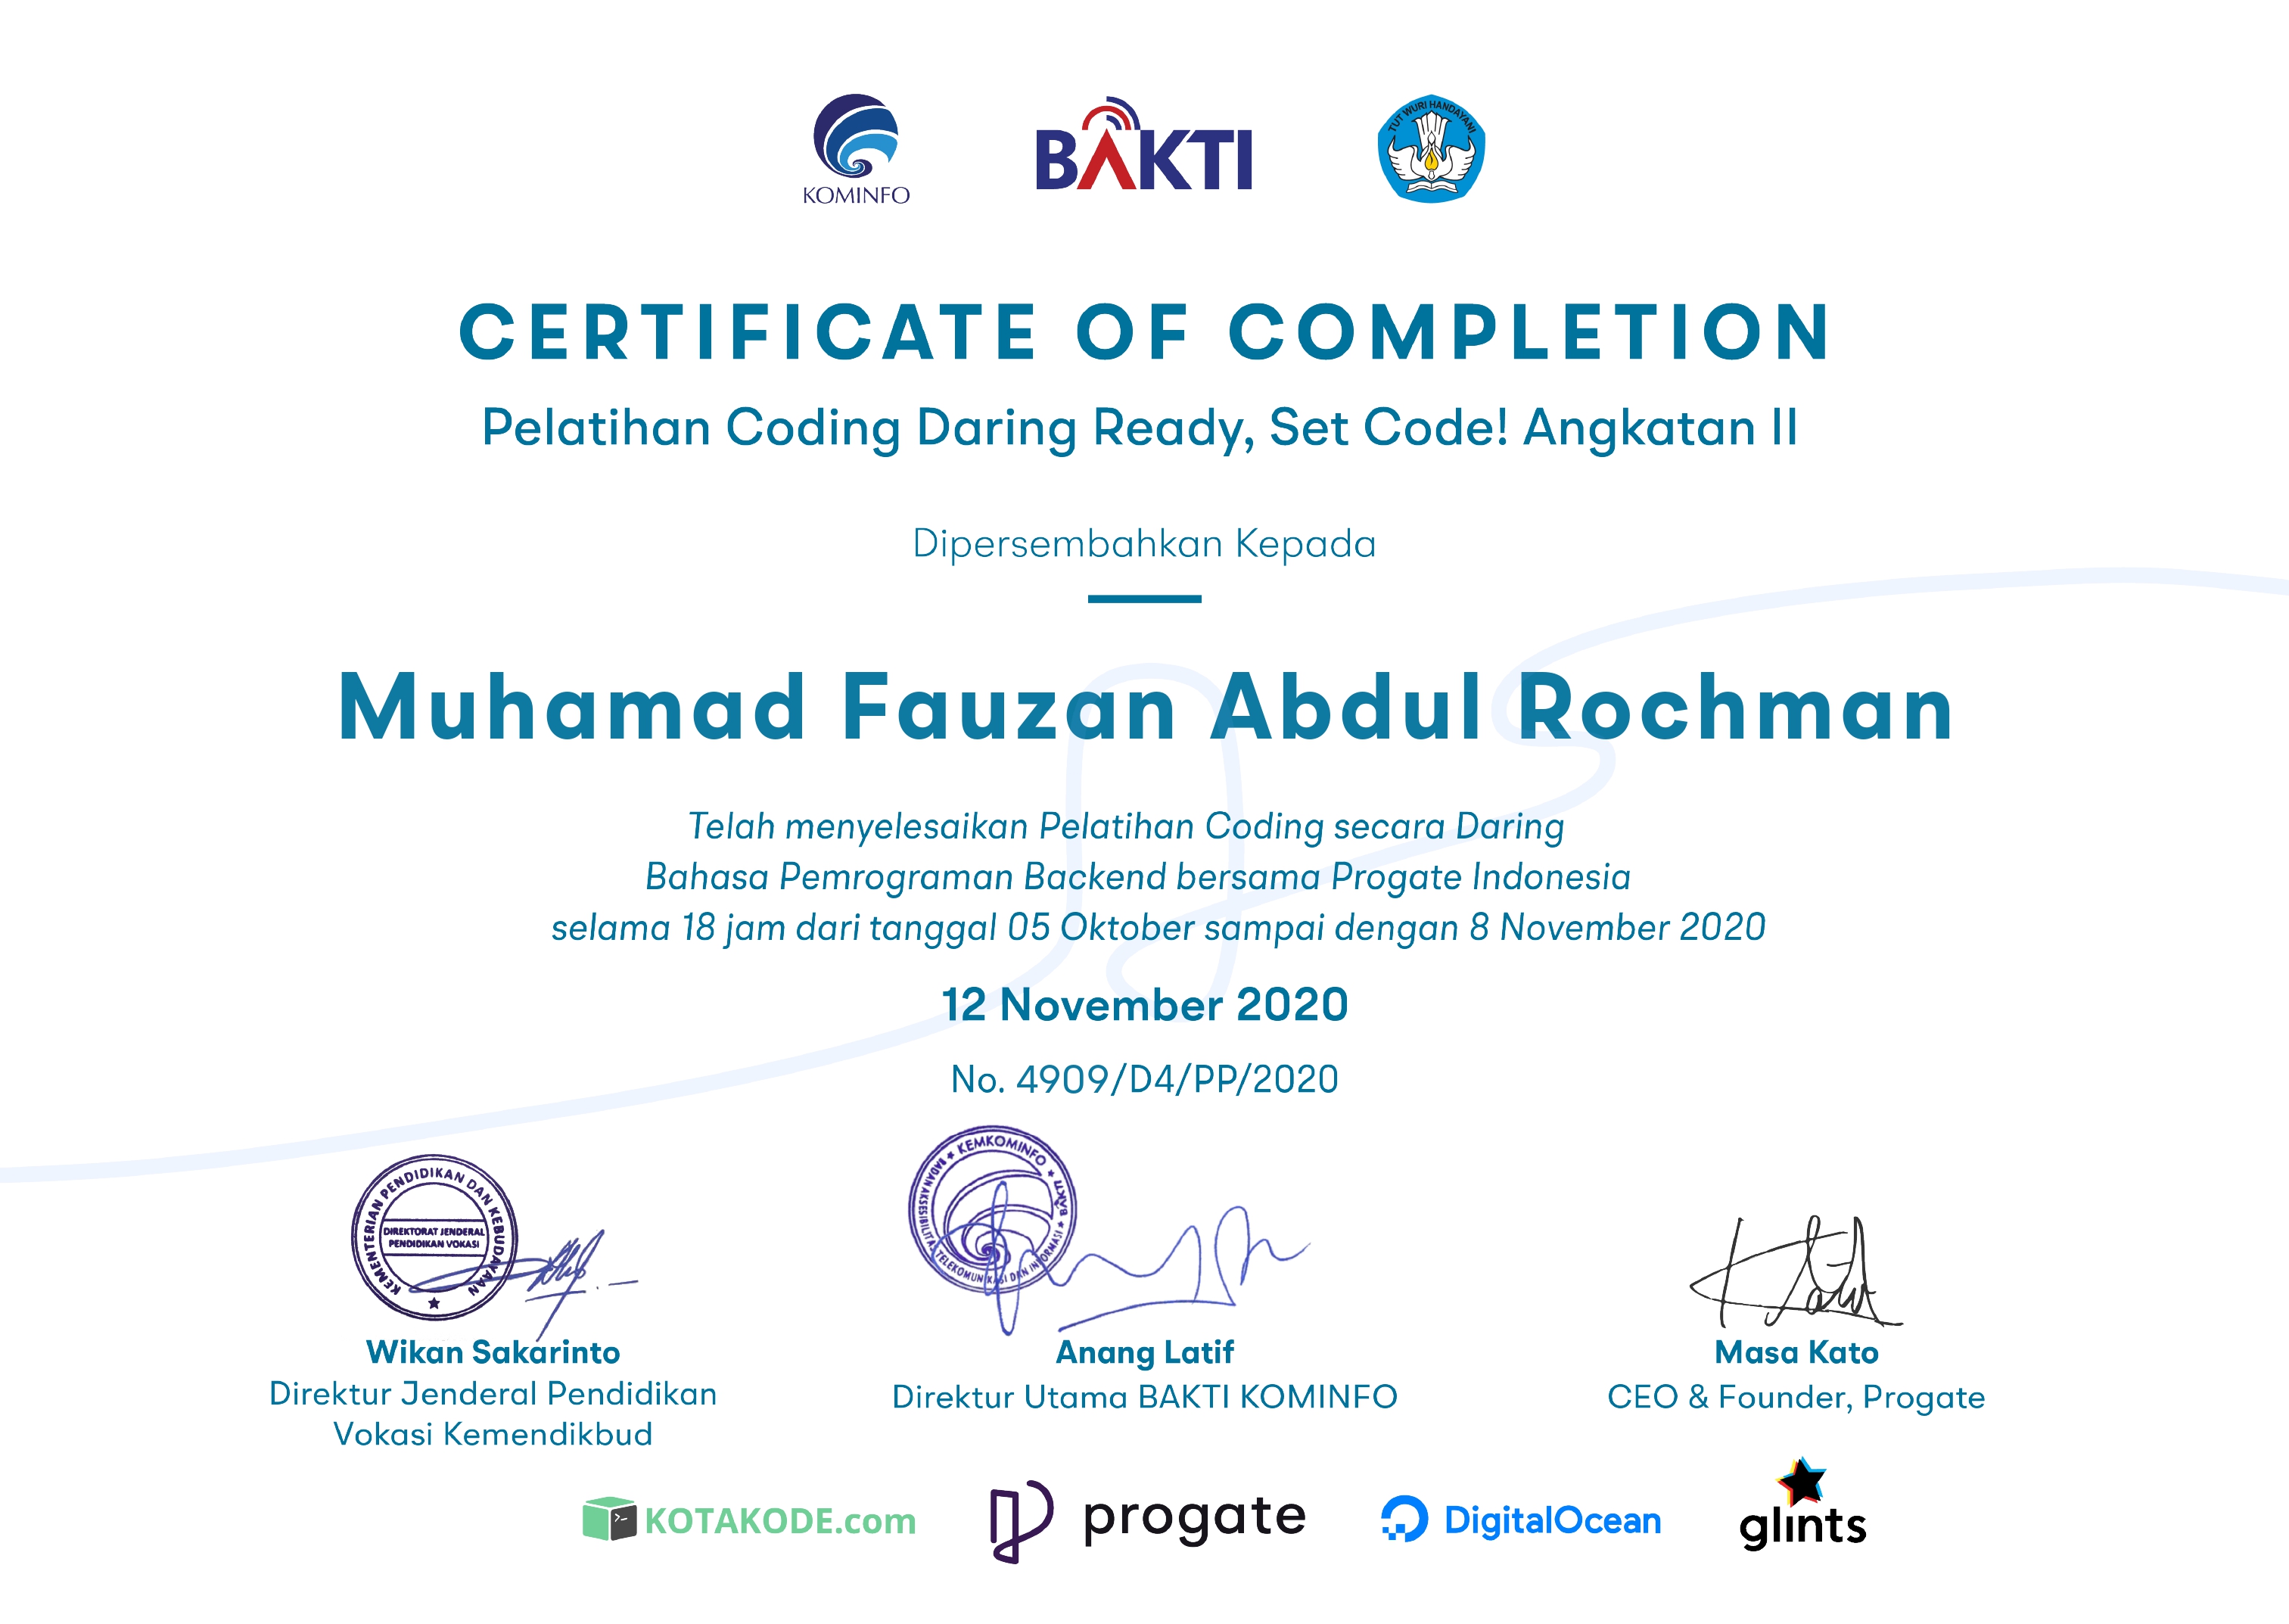 KOMINFO
BAKTI
TUT WURI HANDAYANI
CERTIFICATE OF COMPLETION
Pelatihan Coding Daring Ready, Set Code! Angkatan II
Dipersembahkan Kepada
Muhamad Fauzan Abdul Rochman
Telah menyelesaikan Pelatihan Coding secara Daring
Bahasa Pemrograman Backend bersama Progate Indonesia
selama 18 jam dari tanggal 05 Oktober sampai dengan 8 November 2020
12 November 2020
No. 4909/D4/PP/2020
KEMENTERIAN PENDIDIKAN DAN KEBUDAYAAN
DIREKTORAT JENDERAL
PENDIDIKAN VOKASI
KEMKOMINFO
BADAN AKSESIBILITAS TELEKOMUNIKASI DAN INFORMASI
BAKTI
Wikan Sakarinto
Direktur Jenderal Pendidikan
Vokasi Kemendikbud
Anang Latif
Direktur Utama BAKTI KOMINFO
Masa Kato
CEO & Founder, Progate
KOTAKODE.com
progate
DigitalOcean
glints